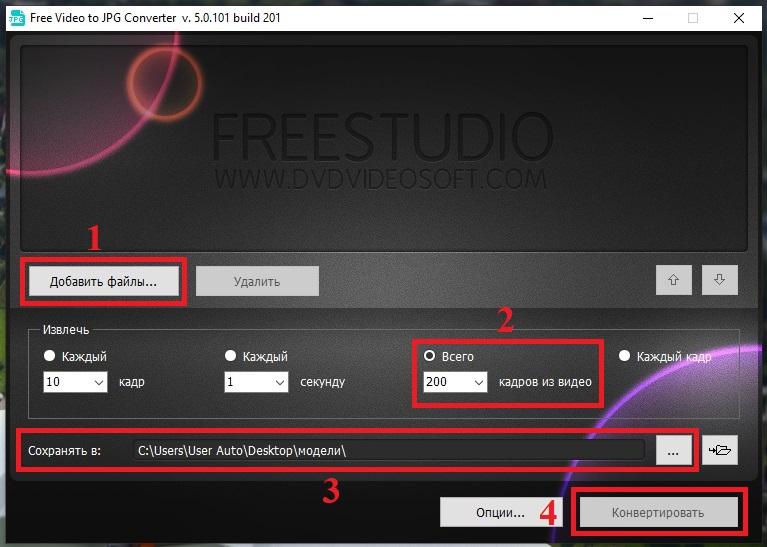 Free Video to JPG Converter v. 5.0.101 build 201
JPG
FREESTUDIO
WWW.DVDVIDEOSOFT.COM
1
Добавить файлы... Удалить
2
Извлечь
Каждый Каждый Всего Каждый кадр
10 кадр 1 секунду 200 кадров из видео
Сохранять в: C:\Users\User Auto\Desktop\модели\ ...
3
Опции... 4 Конвертировать